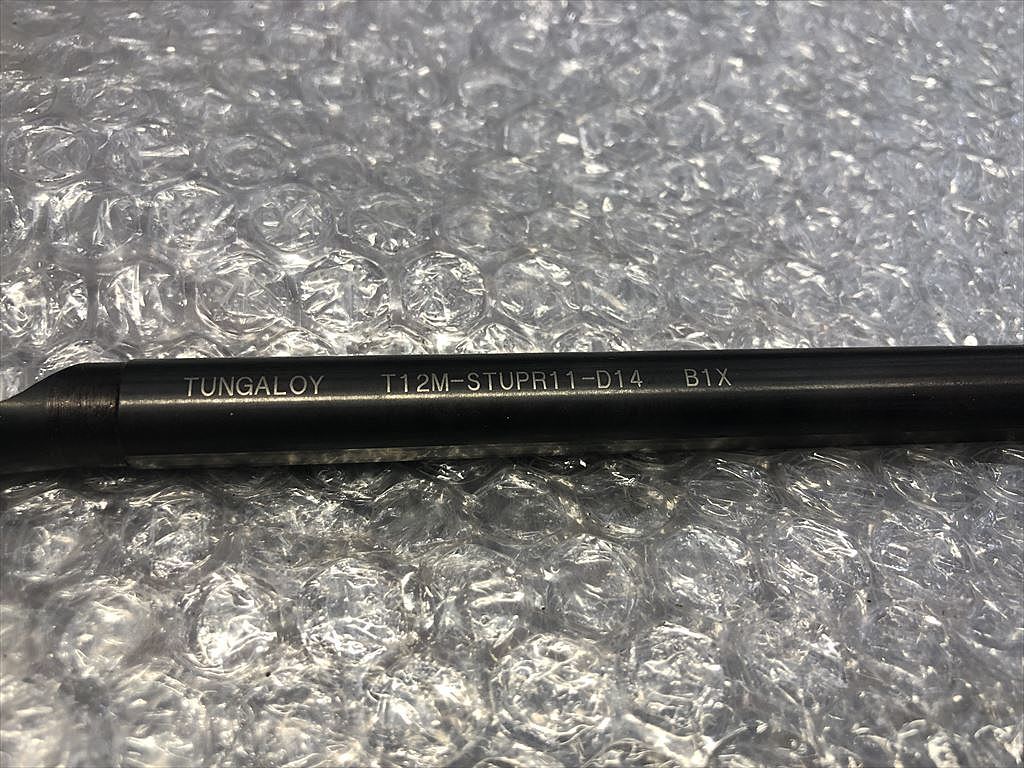 TUNGALOY T12M-STUPR11-D14 B1X